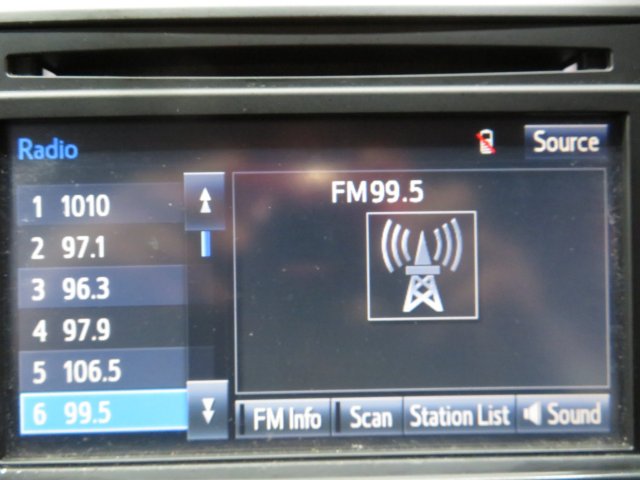 Radio
Source
1 1010
2 97.1
3 96.3
4 97.9
5 106.5
6 99.5
FM99.5
FM Info
Scan
Station List
Sound